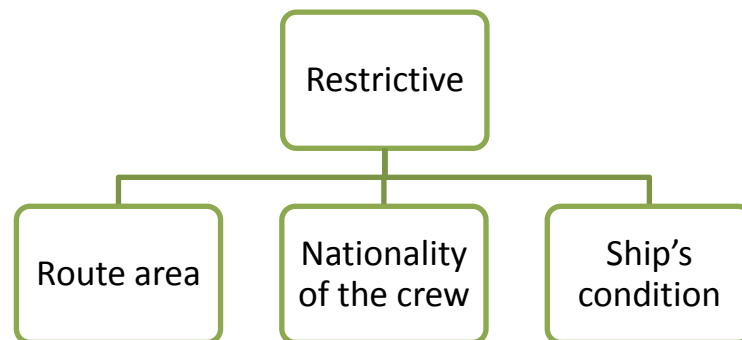 Restrictive
Route area
Nationality
of the crew
Ship's
condition